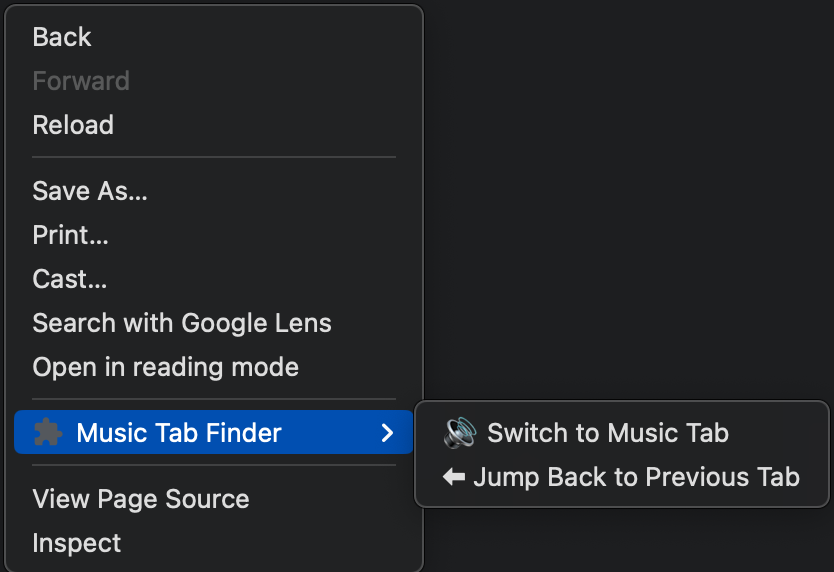 Back
Forward
Reload
Save As...
Print...
Cast...
Search with Google Lens
Open in reading mode
Music Tab Finder
Switch to Music Tab
Jump Back to Previous Tab
View Page Source
Inspect